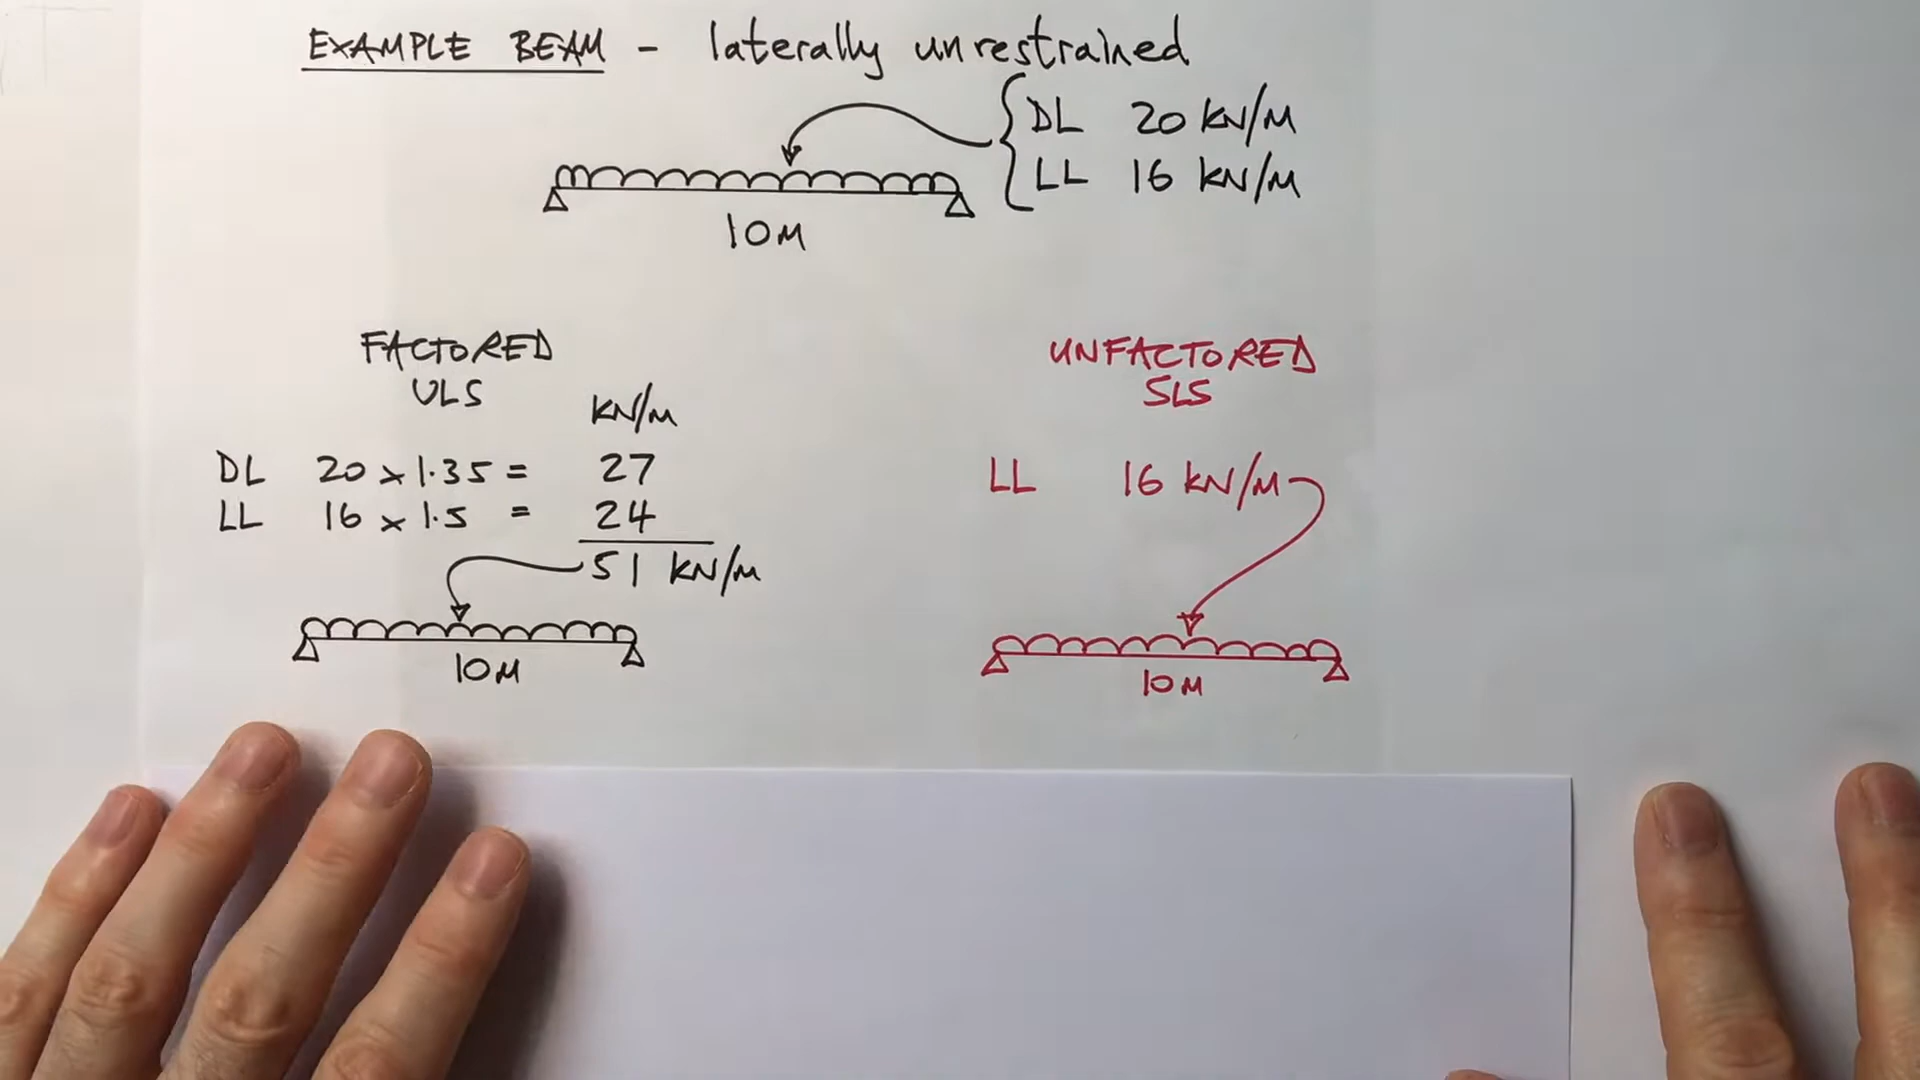 EXAMPLE BEAM - laterally unrestrained
DL 20 KN/M
LL 16 KN/M
10M
FACTORED
ULS
KN/M
DL 20 x 1.35 = 27
LL 16 x 1.5 = 24
51 KN/M
10M
UNFACTORED
SLS
LL 16 KN/M
10M